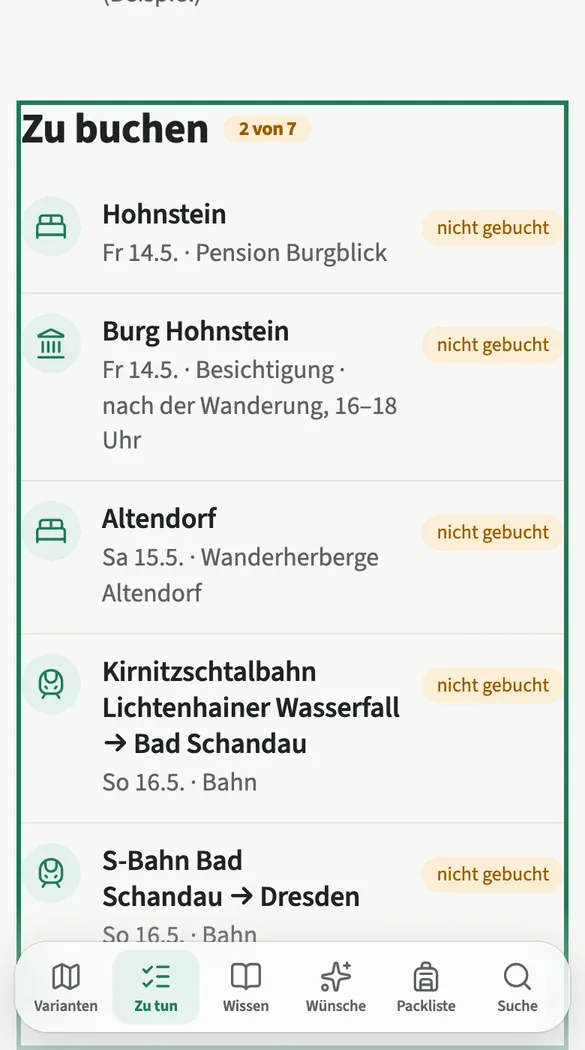 (Beispiel)
Zu buchen 2 von 7
Hohnstein
nicht gebucht
Fr 14.5. · Pension Burgblick
Burg Hohnstein
nicht gebucht
Fr 14.5. · Besichtigung ·
nach der Wanderung, 16–18
Uhr
Altendorf
nicht gebucht
Sa 15.5. · Wanderherberge
Altendorf
Kirnitzschtalbahn
nicht gebucht
Lichtenhainer Wasserfall
→ Bad Schandau
So 16.5. · Bahn
S-Bahn Bad
nicht gebucht
Schandau → Dresden
So 16.5. · Bahn
Varianten
Zu tun
Wissen
Wünsche
Packliste
Suche